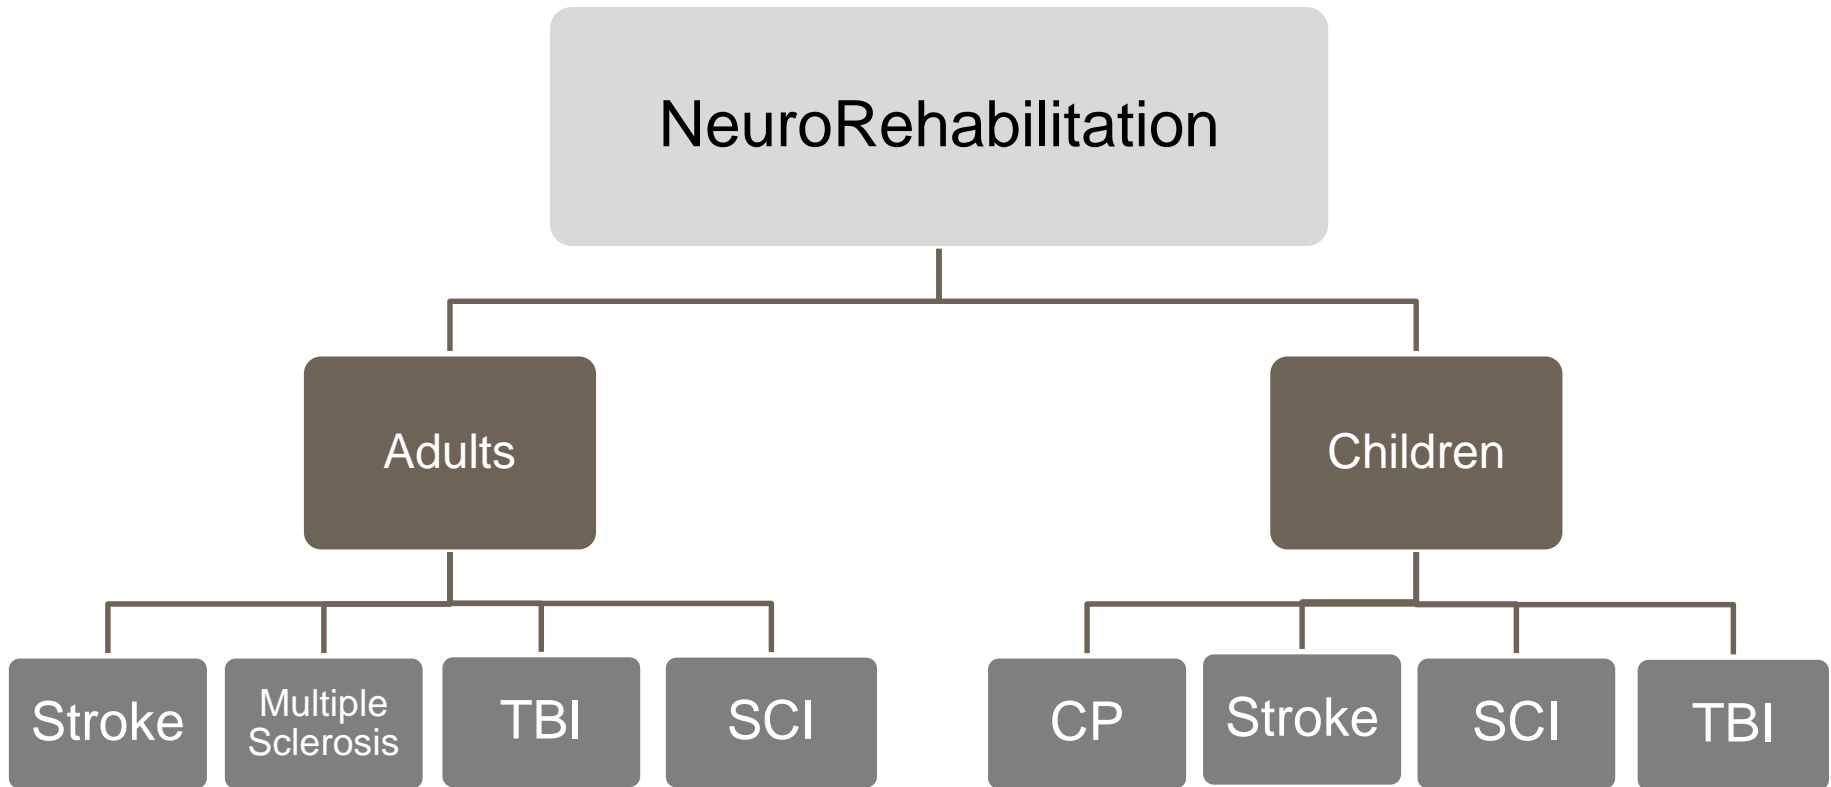 NeuroRehabilitation
Adults
Children
Stroke
Multiple
Sclerosis
TBI
SCI
CP
Stroke
SCI
TBI